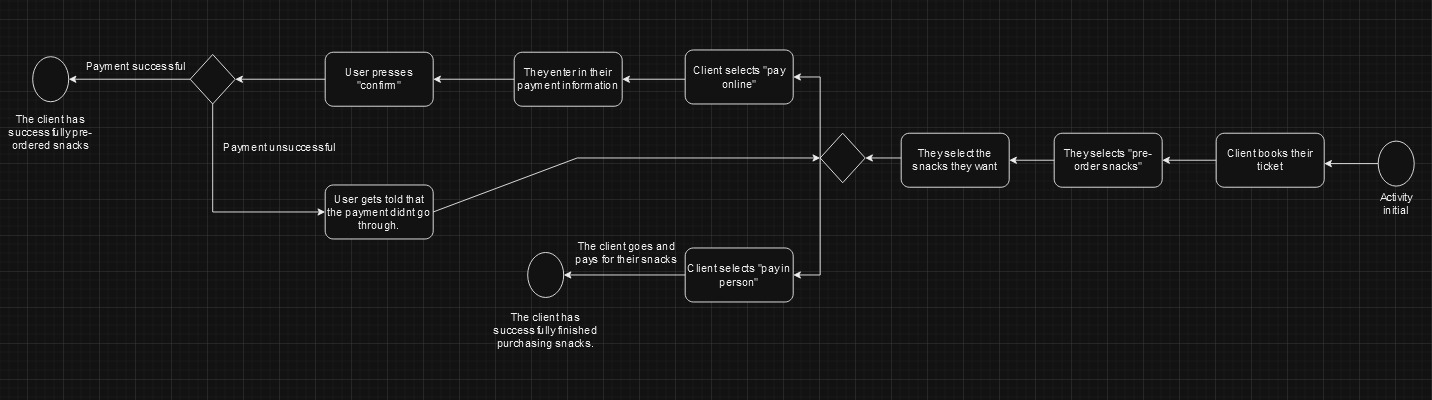 Payment successful
The client has
successfully pre-
ordered snacks
User presses
"confirm"
They enter in their
payment information
Client selects "pay
online"
Payment unsuccessful
User gets told that
the payment didnt go
through.
They select the
snacks they want
They selects "pre-
order snacks"
Client books their
ticket
Activity
initial
The client goes and
pays for their snacks
Client selects "pay in
person"
The client has
successfully finished
purchasing snacks.